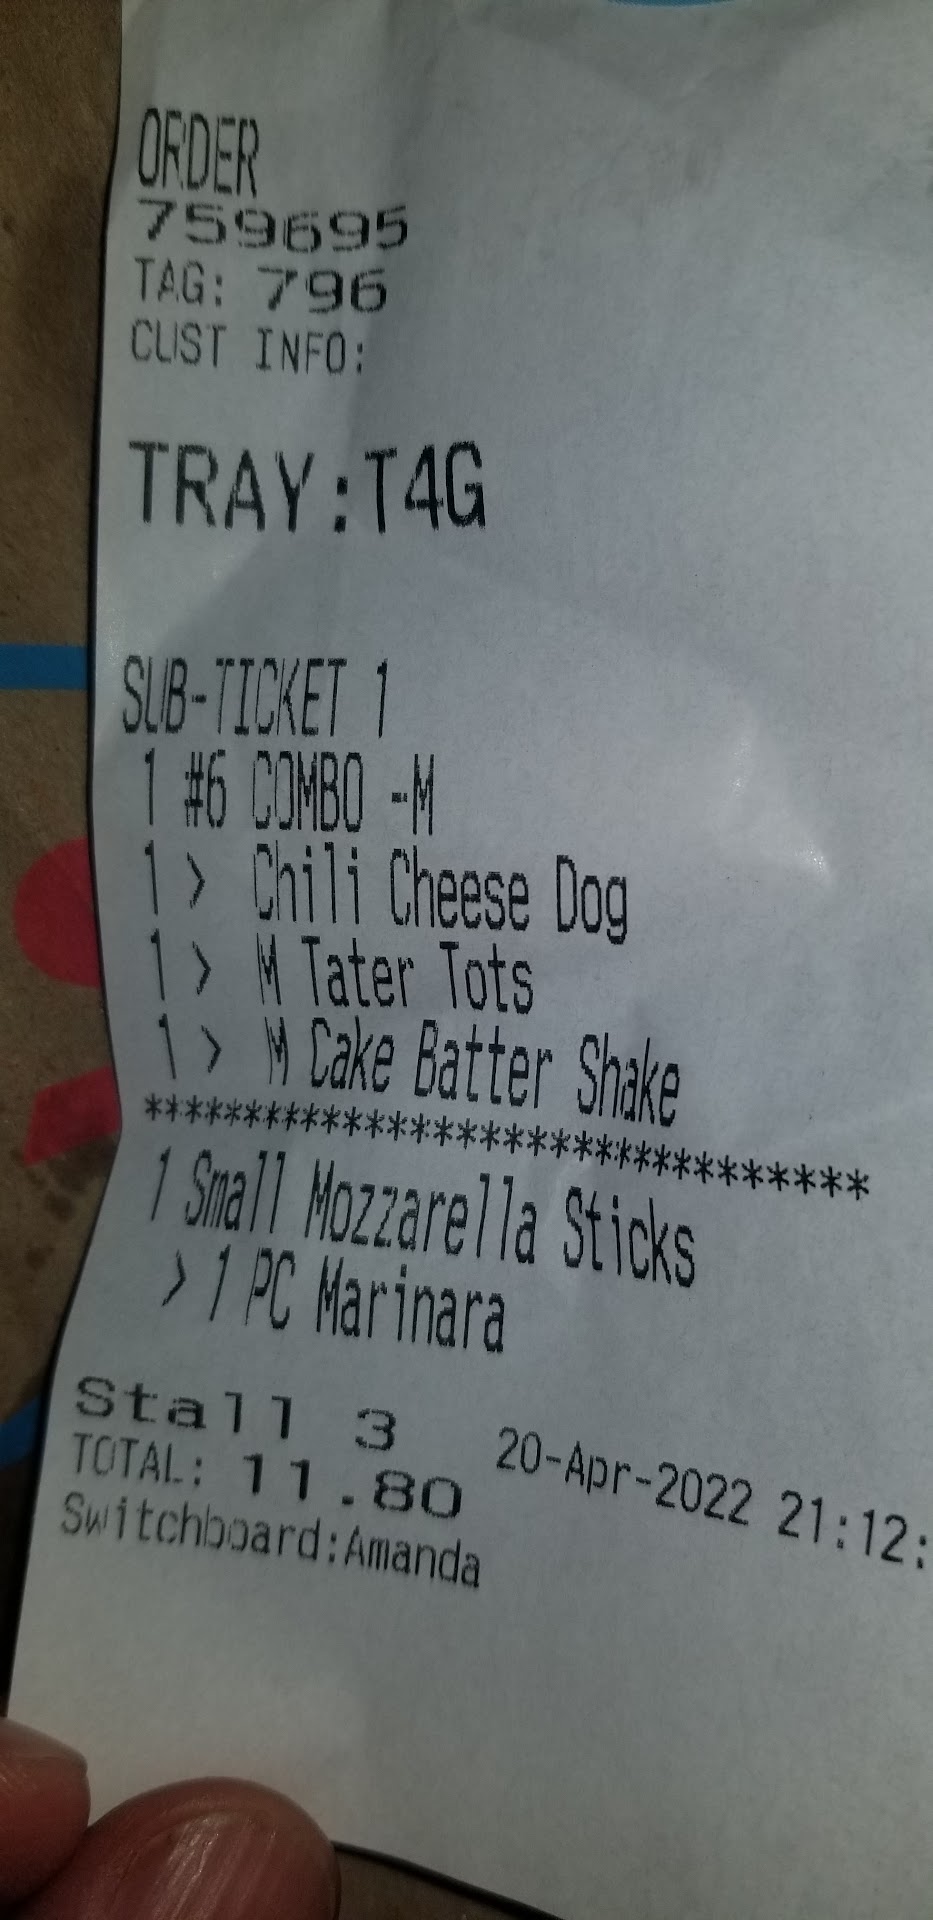 ORDER
759695
TAG: 796
CUST INFO:
TRAY:T4G
SUB-TICKET 1
1 #6 COMBO -M
1 > Chili Cheese Dog
1 > M Tater Tots
1 > M Cake Batter Shake
*************************************
1 Small Mozzarella Sticks
> 1 PC Marinara
Stall 3
20-Apr-2022 21:12:
TOTAL: 11.80
Switchboard:Amanda